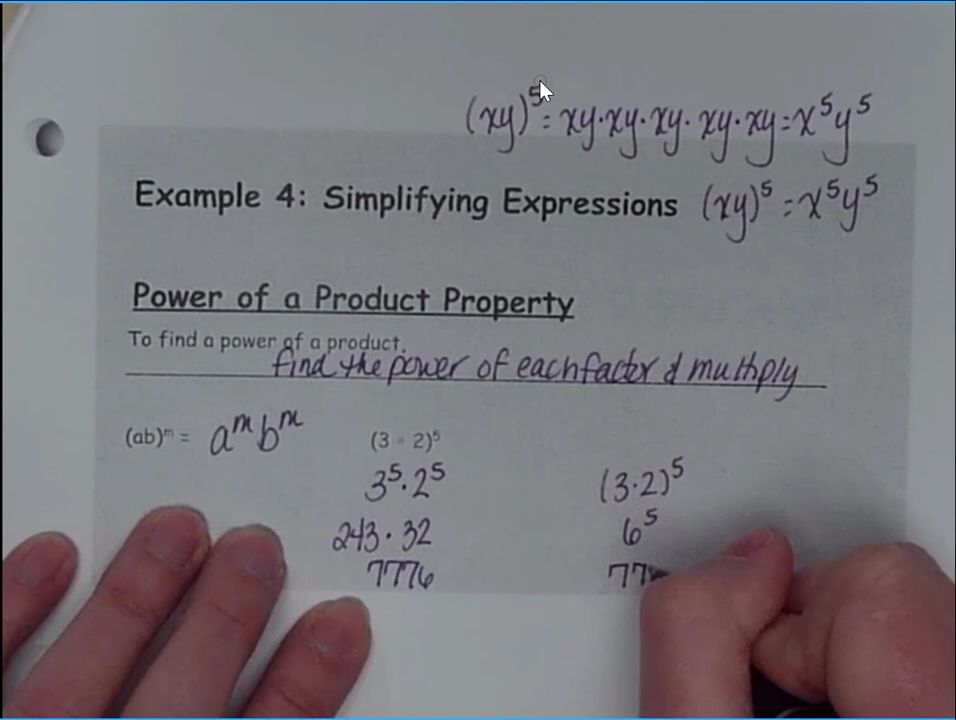 (xy)⁵ = xy·xy·xy·xy·xy = x⁵y⁵
Example 4: Simplifying Expressions (xy)⁵ = x⁵y⁵
Power of a Product Property
To find a power of a product,
find the power of each factor & multiply
(ab)ᵐ = aᵐbᵐ (3 · 2)⁵
3⁵·2⁵ (3·2)⁵
243·32 6⁵
7776 77